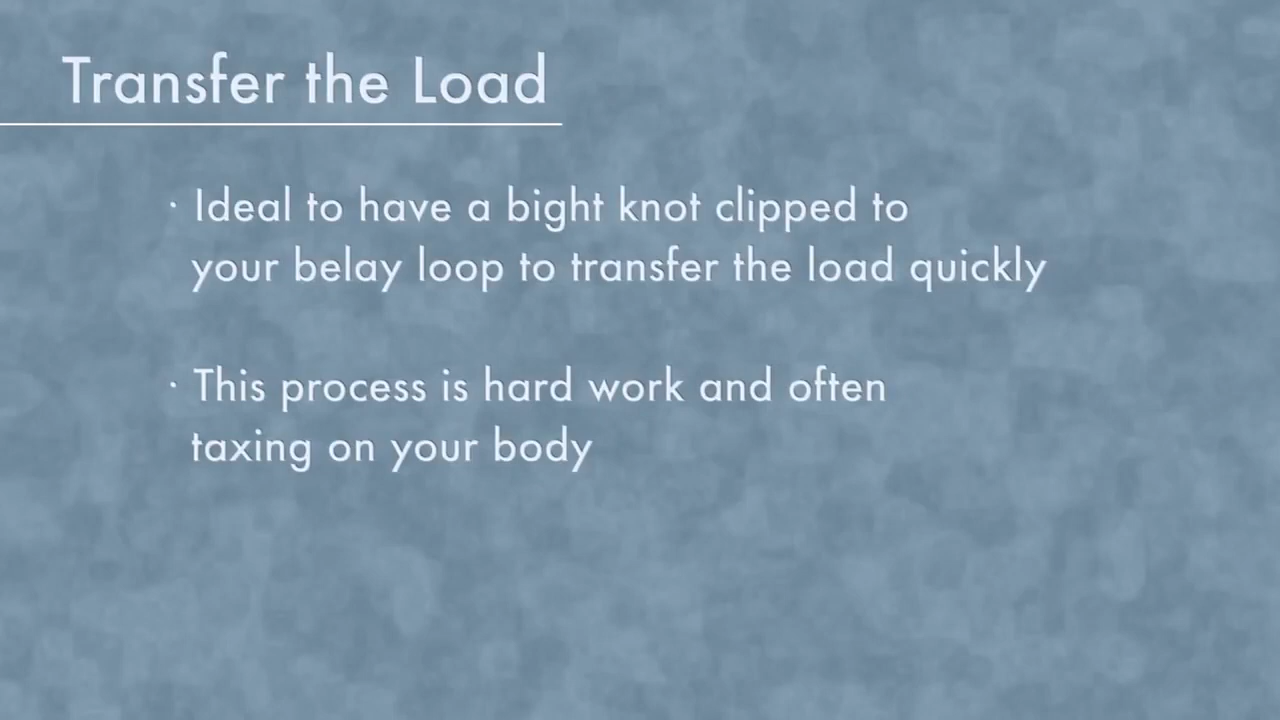 Transfer the Load
· Ideal to have a bight knot clipped to
your belay loop to transfer the load quickly
· This process is hard work and often
taxing on your body